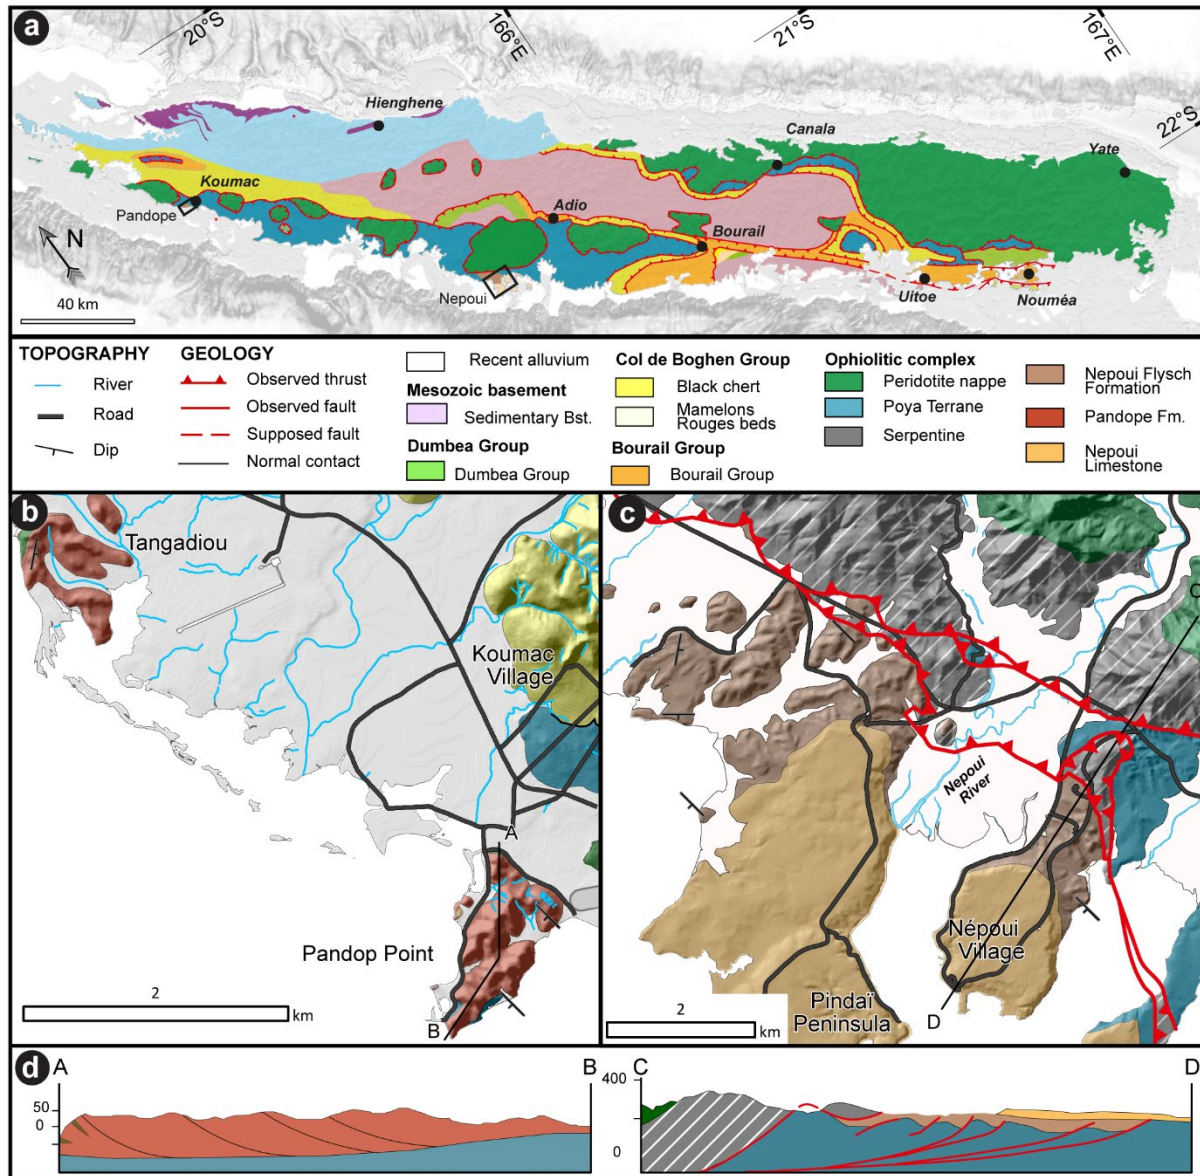 a
20°S
166°E
21°S
167°E
22°S
Hienghene
Canala
Yate
Koumac
Pandope
Adio
Bourail
N
Nepoui
Uitoe
Nouméa
40 km
TOPOGRAPHY
River
Road
Dip
GEOLOGY
Observed thrust
Observed fault
Supposed fault
Normal contact
Recent alluvium
Mesozoic basement
Sedimentary Bst.
Dumbea Group
Dumbea Group
Col de Boghen Group
Black chert
Mamelons
Rouges beds
Bourail Group
Bourail Group
Ophiolitic complex
Peridotite nappe
Poya Terrane
Serpentine
Nepoui Flysch
Formation
Pandope Fm.
Nepoui
Limestone
b
Tangadiou
Koumac
Village
A
Pandop Point
B
2
km
c
C
Nepoui
River
Népoui
Village
Pindaï
Peninsula
D
2
km
d
A
B
50
0
C
D
400
0